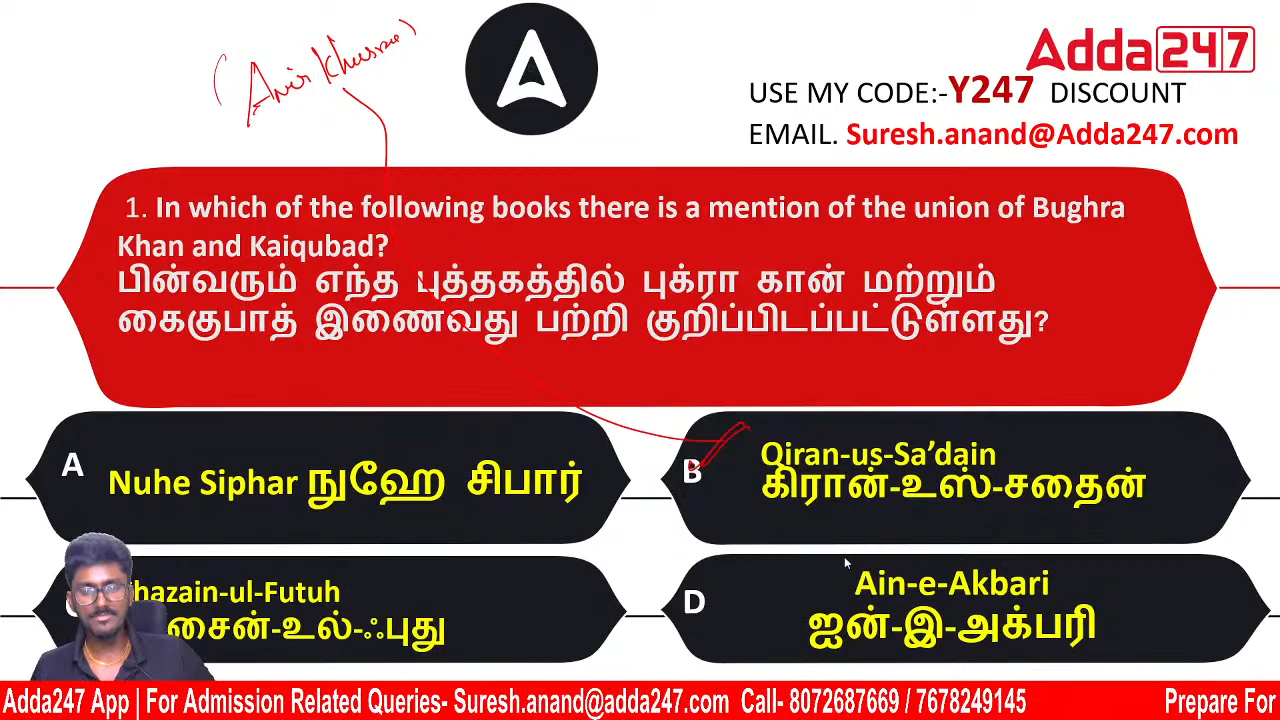 (Amir Khusrau)
Adda247
USE MY CODE:-Y247 DISCOUNT
EMAIL. Suresh.anand@Adda247.com
1. In which of the following books there is a mention of the union of Bughra
Khan and Kaiqubad?
பின்வரும் எந்த புத்தகத்தில் புக்ரா கான் மற்றும்
கைகுபாத் இணைவது பற்றி குறிப்பிடப்பட்டுள்ளது?
A
Nuhe Siphar நுஹே சிபார்
B
Qiran-us-Sa’dain
கிரான்-உஸ்-சதைன்
hazain-ul-Futuh
சைன்-உல்-ஃபுது
D
Ain-e-Akbari
ஐன்-இ-அக்பரி
Adda247 App | For Admission Related Queries- Suresh.anand@adda247.com Call- 8072687669 / 7678249145 Prepare For